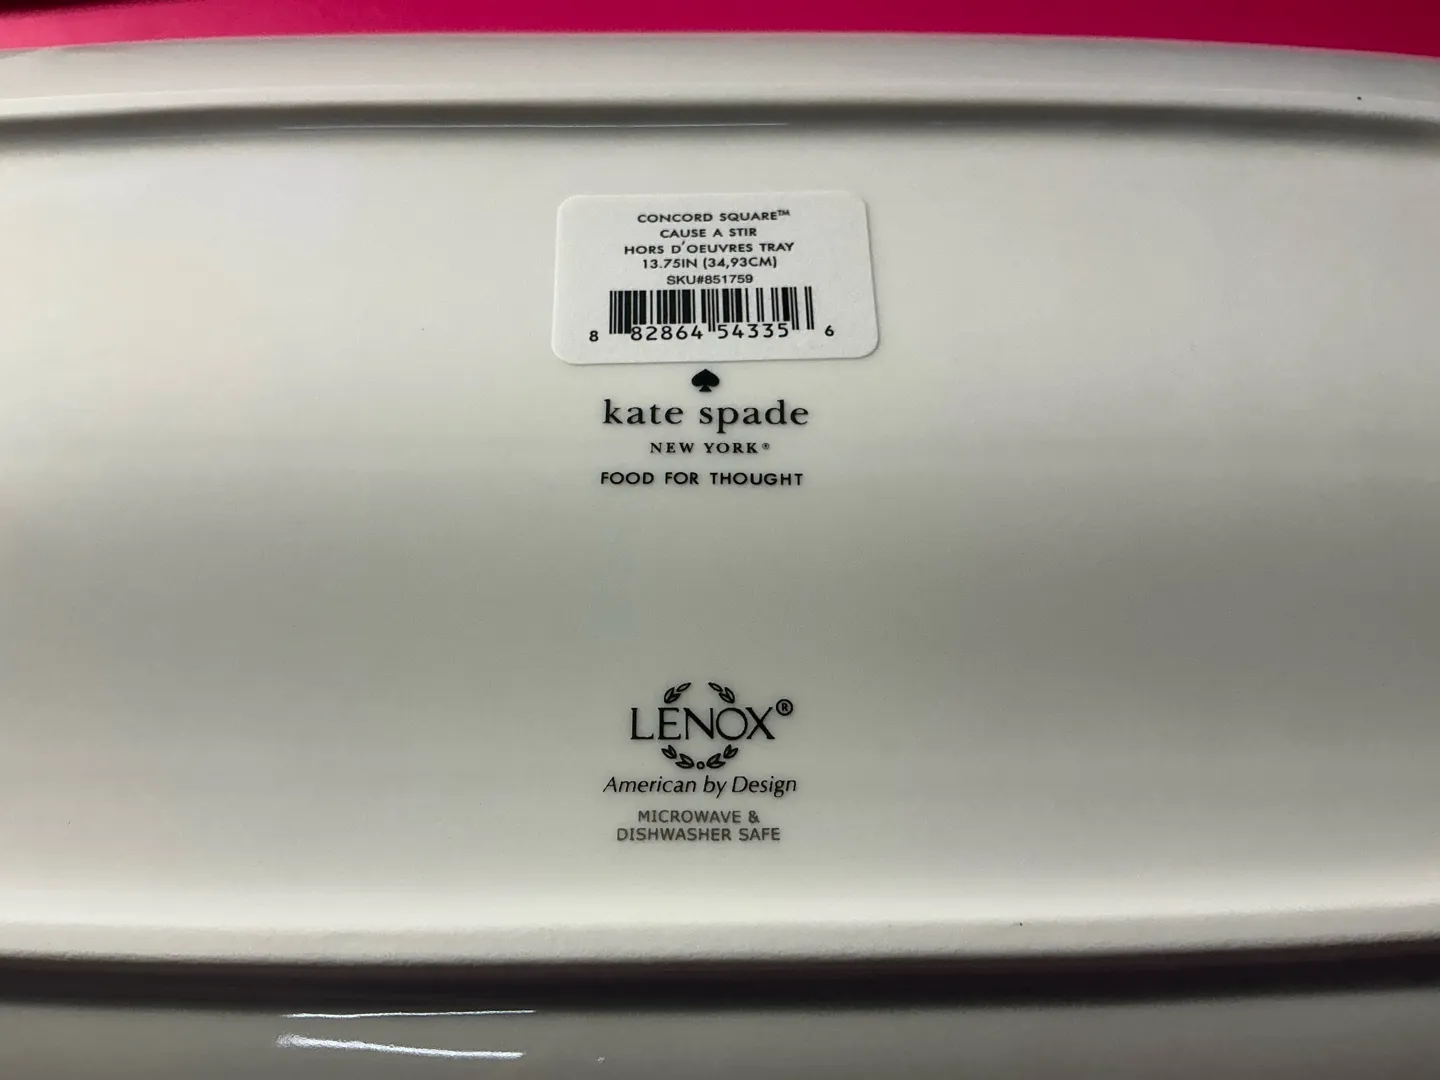 CONCORD SQUARE™
CAUSE A STIR
HORS D'OEUVRES TRAY
13.75IN (34,93CM)
SKU#851759
8 82864 54335 6
kate spade
NEW YORK®
FOOD FOR THOUGHT
LENOX®
American by Design
MICROWAVE &
DISHWASHER SAFE